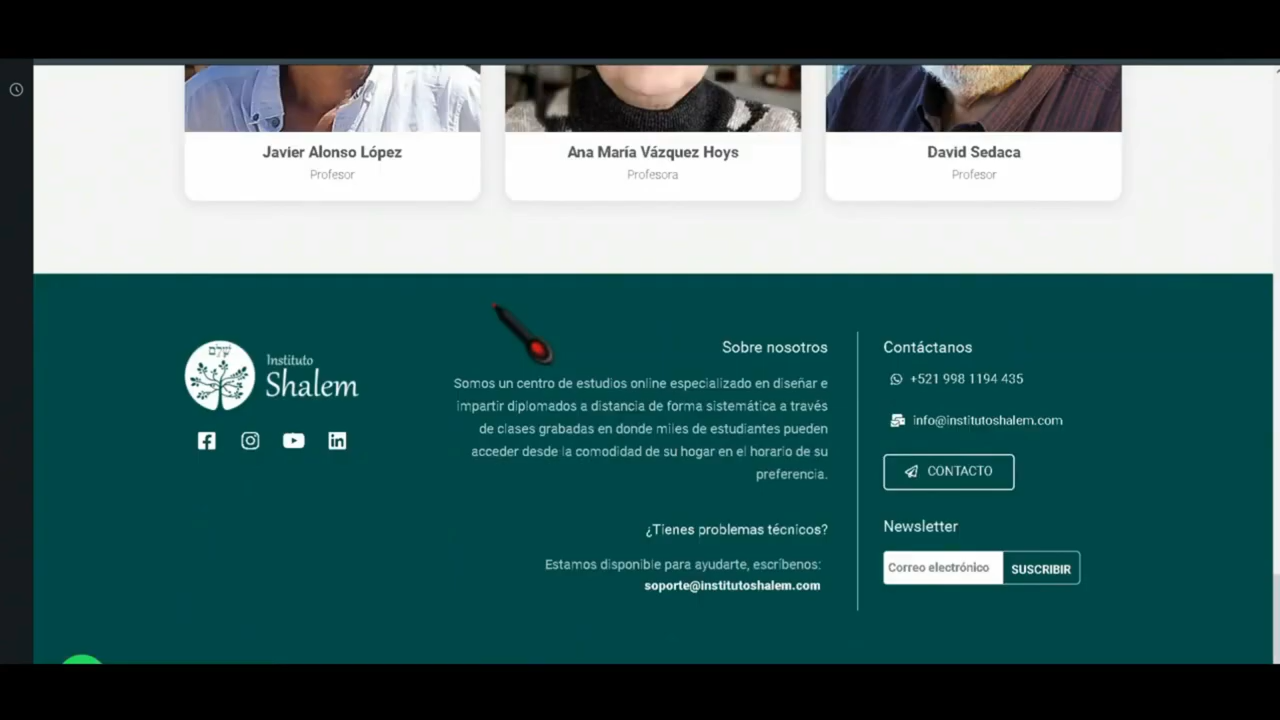 Javier Alonso López
Profesor
Ana María Vázquez Hoys
Profesora
David Sedaca
Profesor
שלם
Instituto
Shalem
Sobre nosotros
Somos un centro de estudios online especializado en diseñar e
impartir diplomados a distancia de forma sistemática a través
de clases grabadas en donde miles de estudiantes pueden
acceder desde la comodidad de su hogar en el horario de su
preferencia.
¿Tienes problemas técnicos?
Estamos disponible para ayudarte, escríbenos:
soporte@institutoshalem.com
Contáctanos
+521 998 1194 435
info@institutoshalem.com
CONTACTO
Newsletter
Correo electrónico
SUSCRIBIR